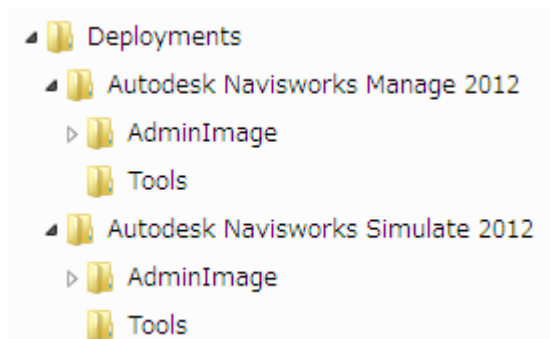 Deployments
Autodesk Navisworks Manage 2012
AdminImage
Tools
Autodesk Navisworks Simulate 2012
AdminImage
Tools